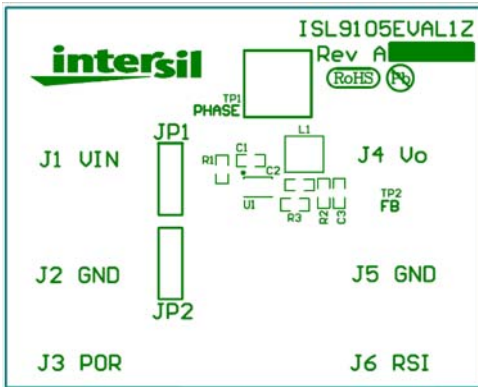 ISL9105EVAL1Z
intersil
Rev A
RoHS
Pb
TP1
PHASE
JP1
L1
J1 VIN
R1
C1
C2
J4 Vo
U1
R3
R2
C3
TP2
FB
J2 GND
J5 GND
JP2
J3 POR
J6 RSI